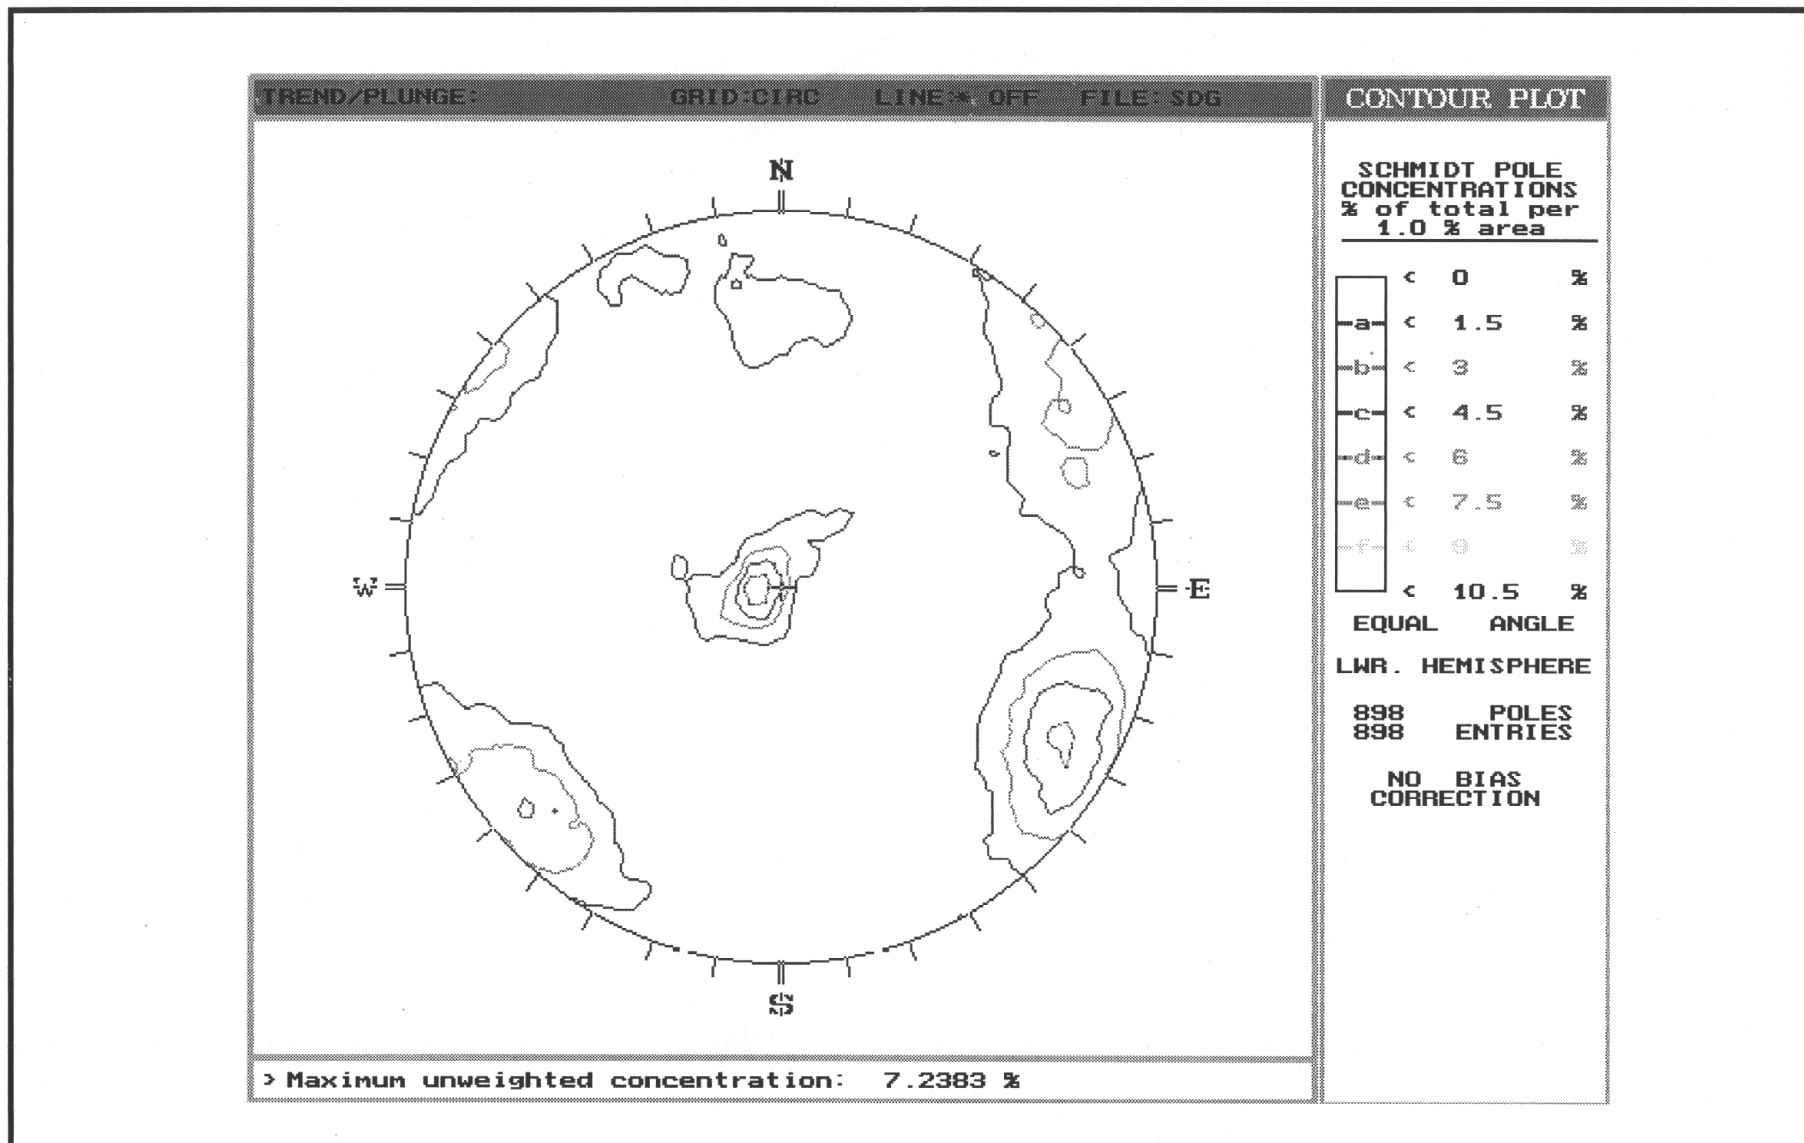 TREND/PLUNGE: GRID:CIRC LINE:* OFF FILE: SDG
CONTOUR PLOT
N
W
E
S
SCHMIDT POLE
CONCENTRATIONS
% of total per
1.0 % area
< 0 %
a < 1.5 %
b < 3 %
c < 4.5 %
d < 6 %
e < 7.5 %
f < 9 %
< 10.5 %
EQUAL ANGLE
LWR. HEMISPHERE
898 POLES
898 ENTRIES
NO BIAS
CORRECTION
> Maximum unweighted concentration: 7.2383 %